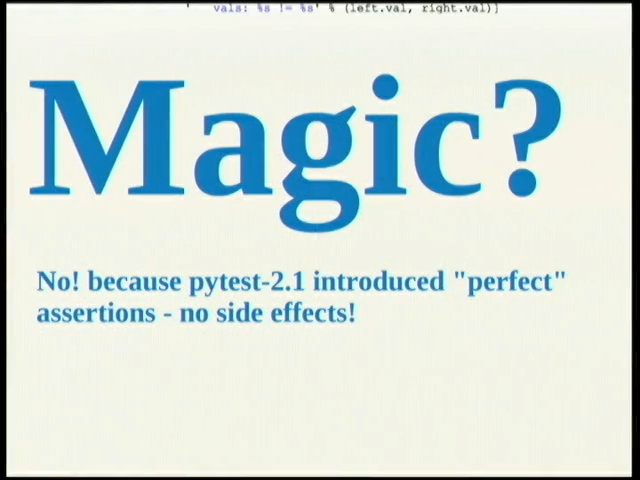 ' vals: %s != %s' % (left.val, right.val)]
Magic?
No! because pytest-2.1 introduced "perfect"
assertions - no side effects!